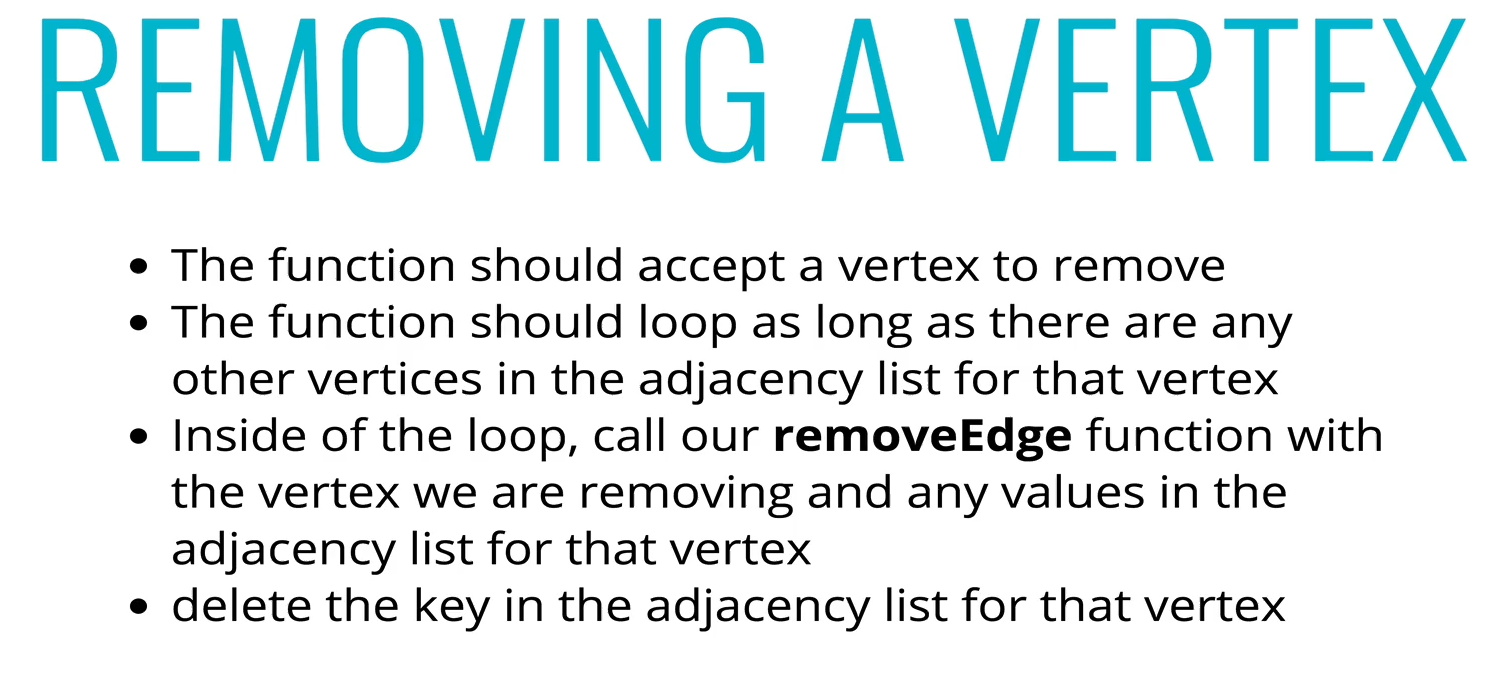 REMOVING A VERTEX
• The function should accept a vertex to remove
• The function should loop as long as there are any
other vertices in the adjacency list for that vertex
• Inside of the loop, call our removeEdge function with
the vertex we are removing and any values in the
adjacency list for that vertex
• delete the key in the adjacency list for that vertex